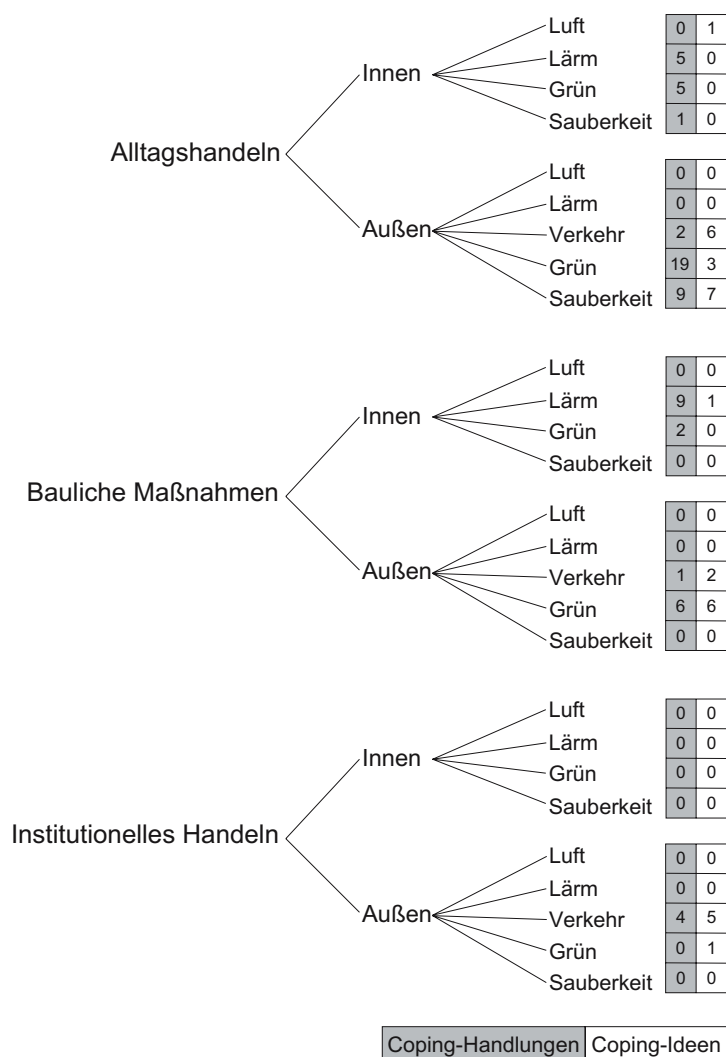 Luft 0 1
Lärm 5 0
Innen
Grün 5 0
Sauberkeit 1 0
Alltagshandeln
Luft 0 0
Lärm 0 0
Außen
Verkehr 2 6
Grün 19 3
Sauberkeit 9 7
Luft 0 0
Lärm 9 1
Innen
Grün 2 0
Sauberkeit 0 0
Bauliche Maßnahmen
Luft 0 0
Lärm 0 0
Außen
Verkehr 1 2
Grün 6 6
Sauberkeit 0 0
Luft 0 0
Lärm 0 0
Innen
Grün 0 0
Sauberkeit 0 0
Institutionelles Handeln
Luft 0 0
Lärm 0 0
Außen
Verkehr 4 5
Grün 0 1
Sauberkeit 0 0
Coping-Handlungen Coping-Ideen